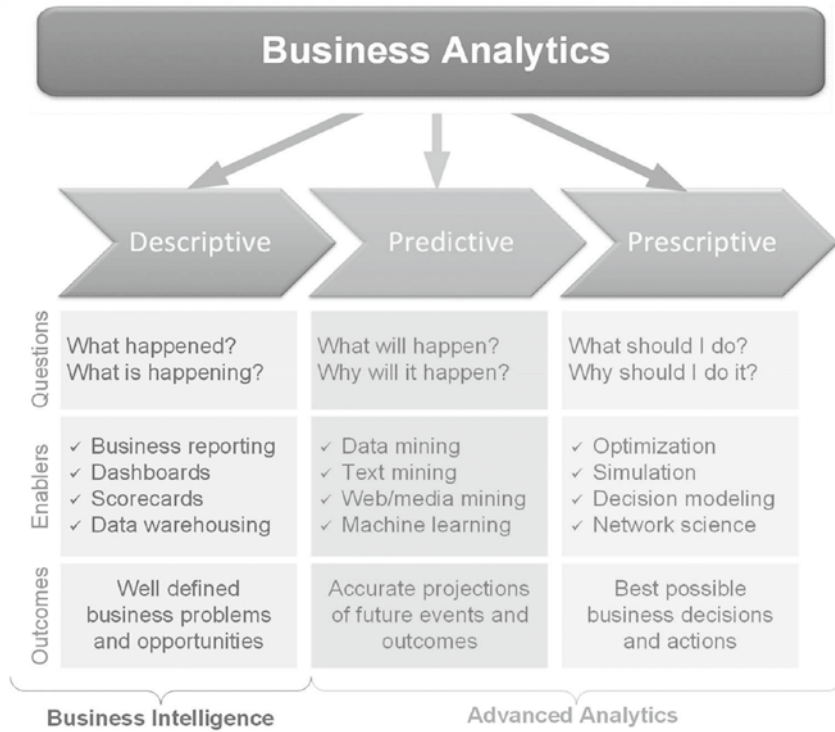 Business Analytics
Descriptive
Predictive
Prescriptive
Questions
What happened?
What is happening?
What will happen?
Why will it happen?
What should I do?
Why should I do it?
Enablers
✓ Business reporting
✓ Dashboards
✓ Scorecards
✓ Data warehousing
✓ Data mining
✓ Text mining
✓ Web/media mining
✓ Machine learning
✓ Optimization
✓ Simulation
✓ Decision modeling
✓ Network science
Outcomes
Well defined
business problems
and opportunities
Accurate projections
of future events and
outcomes
Best possible
business decisions
and actions
Business Intelligence
Advanced Analytics